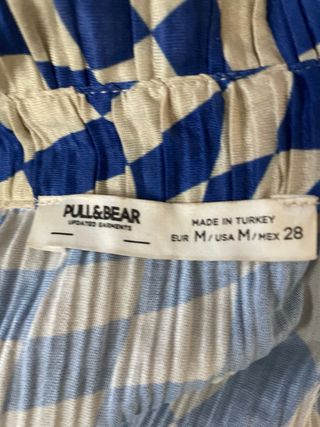 PULL&BEAR
UPDATED GARMENTS
MADE IN TURKEY
EUR M/USA M/MEX 28